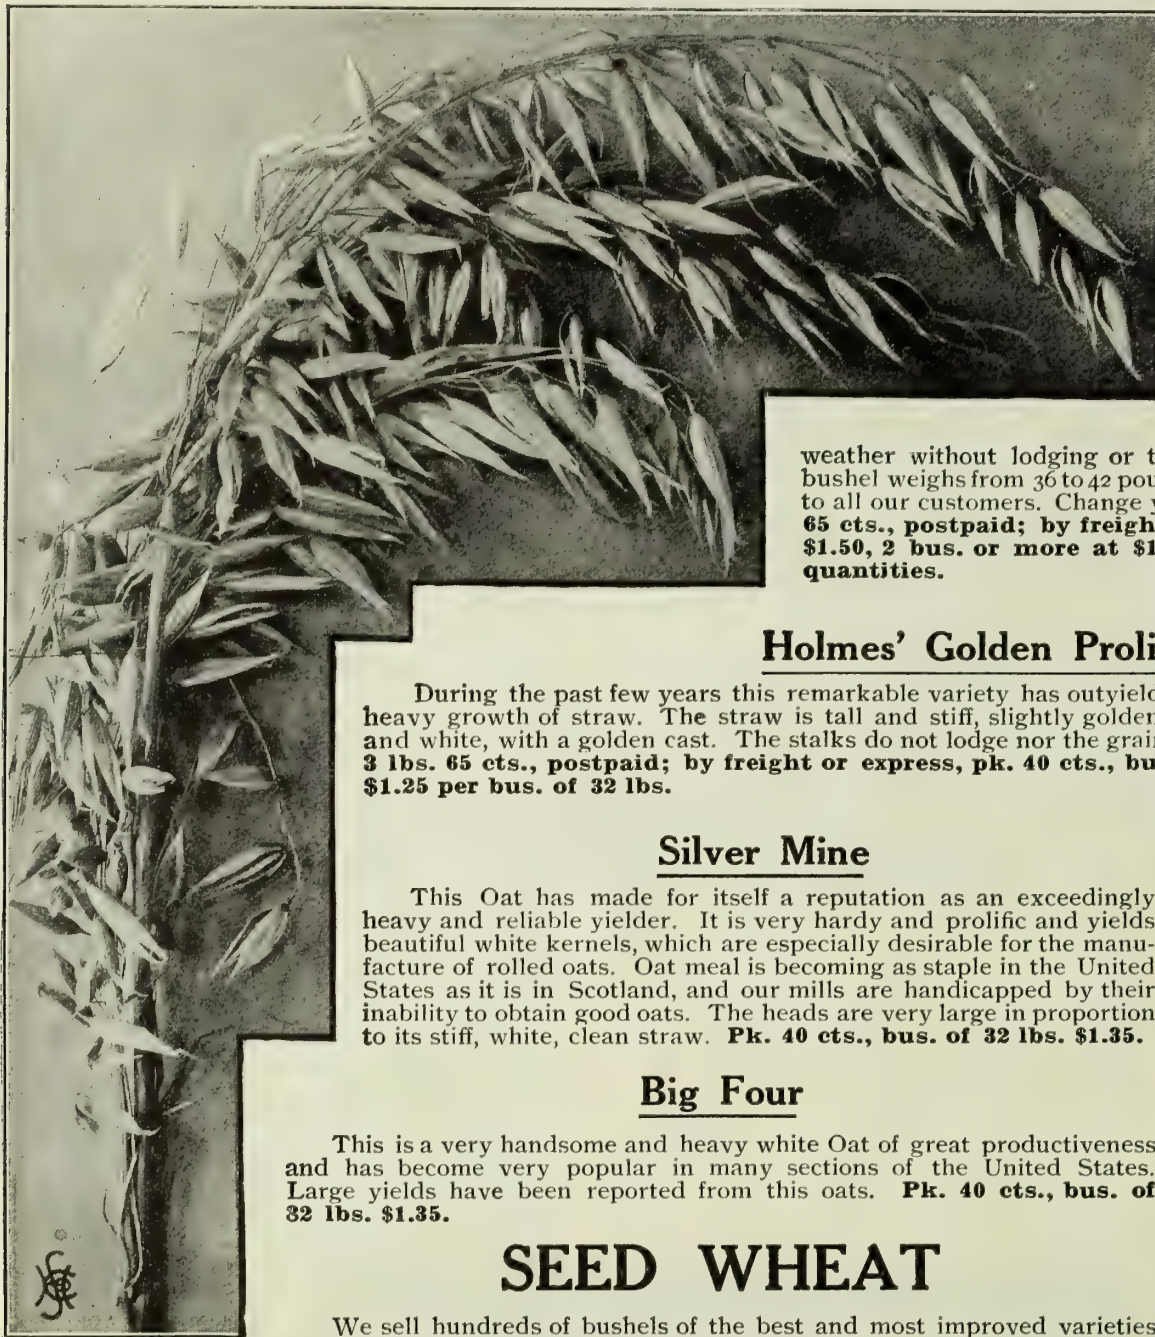 weather without lodging or
bushel weighs from 36 to 42
to all our customers. Change
65 cts., postpaid; by
$1.50, 2 bus. or more at
quantities.
Holmes' Golden
During the past few years this remarkable variety has
heavy growth of straw. The straw is tall and stiff, slightly
and white, with a golden cast. The stalks do not lodge nor the
3 lbs. 65 cts., postpaid; by freight or express, pk. 40 cts.,
$1.25 per bus. of 32 lbs.
Silver Mine
This Oat has made for itself a reputation as an exceedingly
heavy and reliable yielder. It is very hardy and prolific and yields
beautiful white kernels, which are especially desirable for the manu-
facture of rolled oats. Oat meal is becoming as staple in the United
States as it is in Scotland, and our mills are handicapped by their
inability to obtain good oats. The heads are very large in proportion
to its stiff, white, clean straw. Pk. 40 cts., bus. of 32 lbs. $1.35.
Big Four
This is a very handsome and heavy white Oat of great productiveness
and has become very popular in many sections of the United States.
Large yields have been reported from this oats. Pk. 40 cts., bus. of
32 lbs. $1.35.
SEED WHEAT
We sell hundreds of bushels of the best and most improved varieties